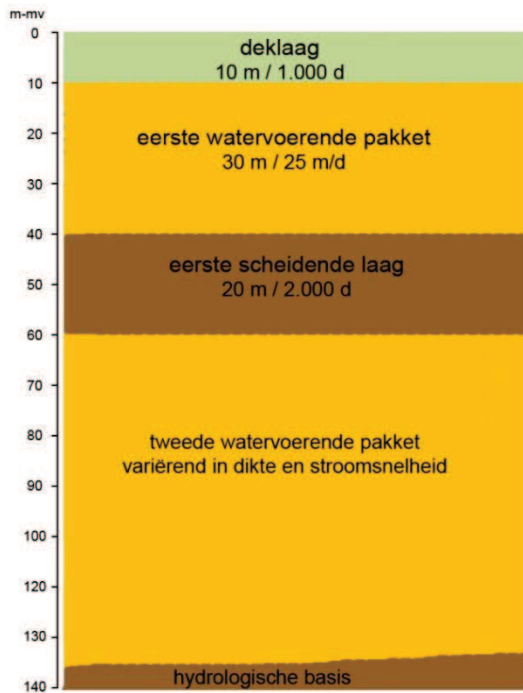 m-mv
0
deklaag
10 m / 1.000 d
10
20
eerste watervoerende pakket
30 m / 25 m/d
30
40
eerste scheidende laag
50
20 m / 2.000 d
60
70
80
tweede watervoerende pakket
variërend in dikte en stroomsnelheid
90
100
110
120
130
hydrologische basis
140